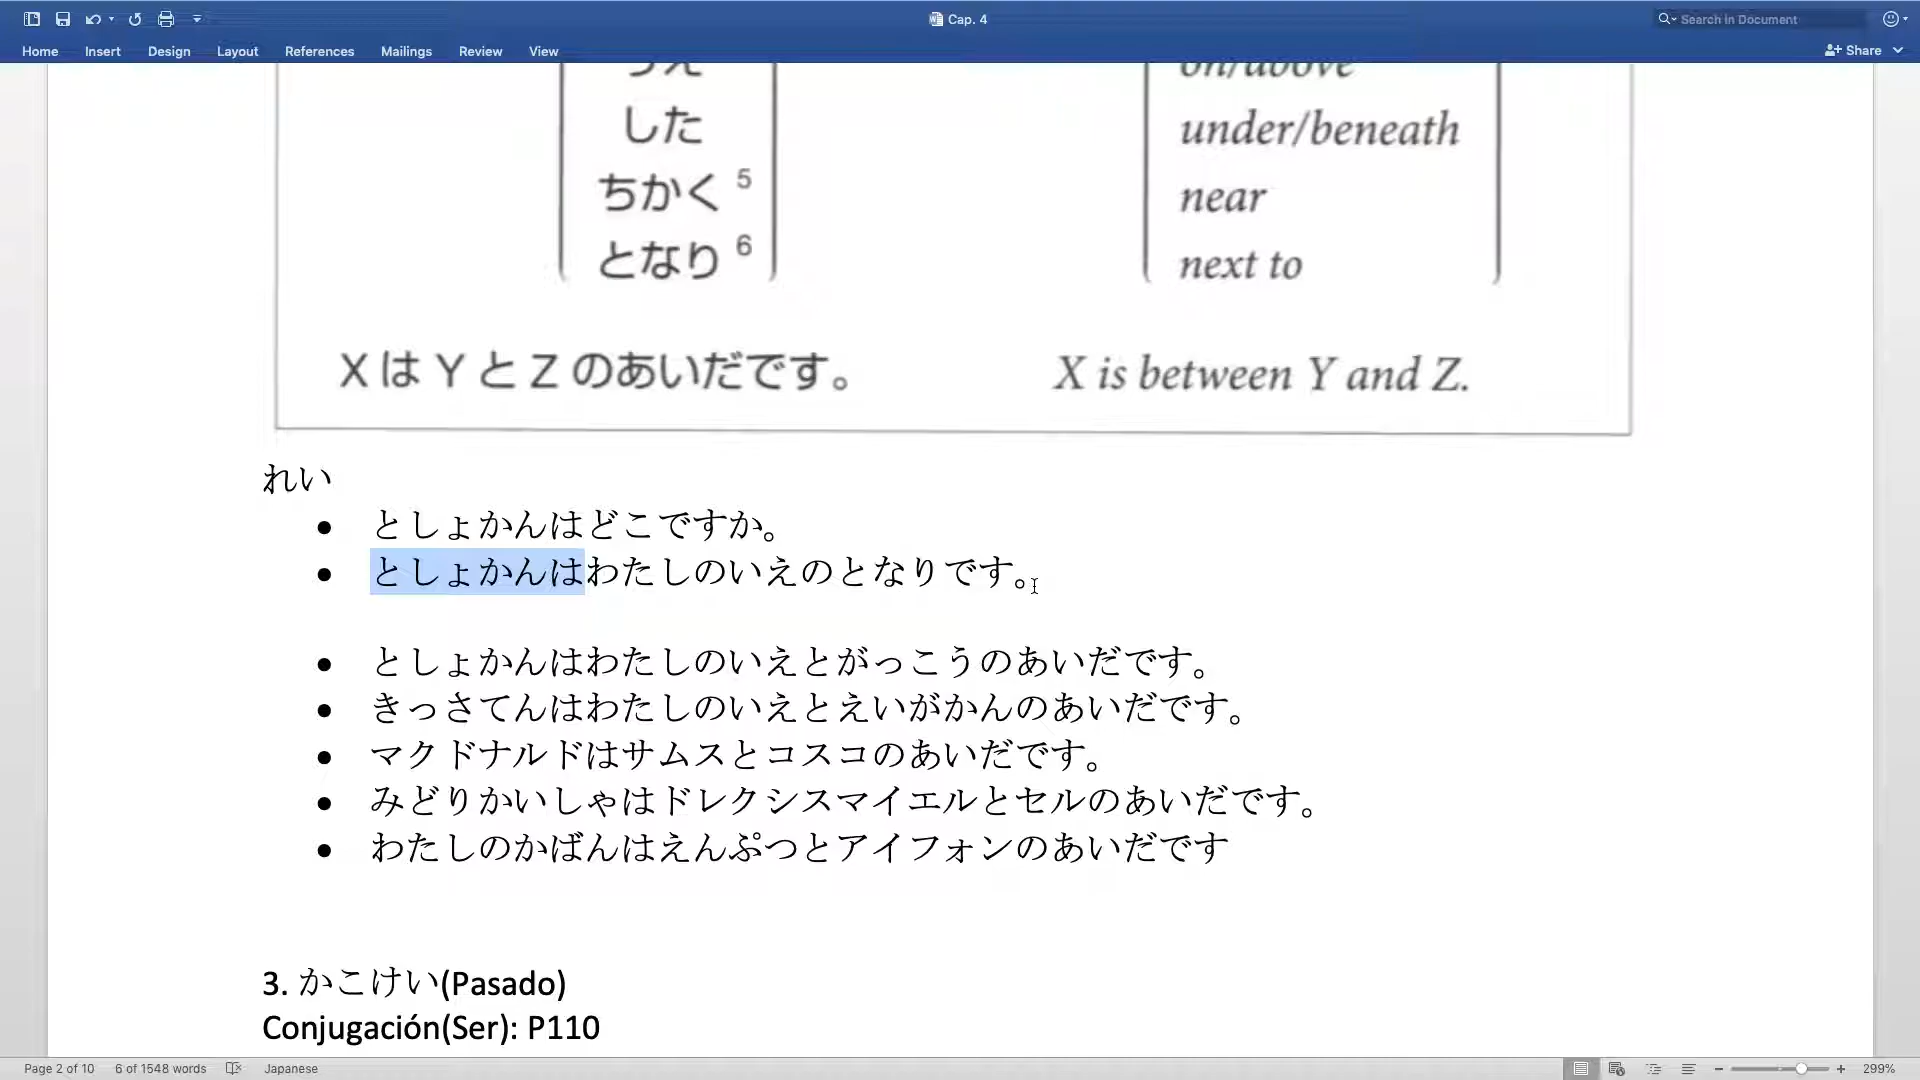 Cap. 4
Search in Document
Home Insert Design Layout References Mailings Review View
Share
うえ on/above
した under/beneath
ちかく 5 near
となり 6 next to
X は Y と Z のあいだです。 X is between Y and Z.
れい
• としょかんはどこですか。
• としょかんはわたしのいえのとなりです。
• としょかんはわたしのいえとがっこうのあいだです。
• きっさてんはわたしのいえとえいがかんのあいだです。
• マクドナルドはサムスとコスコのあいだです。
• みどりかいしゃはドレクシスマイエルとセルのあいだです。
• わたしのかばんはえんぷつとアイフォンのあいだです
3. かこけい(Pasado)
Conjugación(Ser): P110
Page 2 of 10 6 of 1548 words Japanese 299%